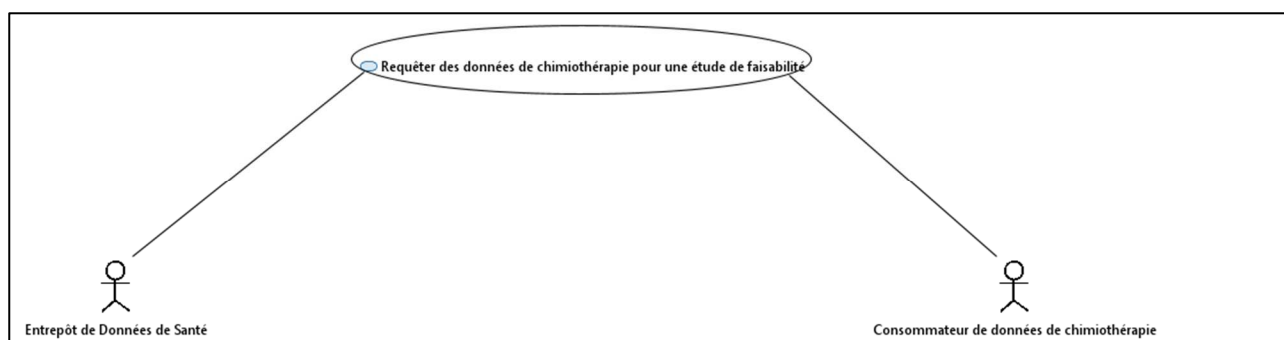 Requêter des données de chimiothérapie pour une étude de faisabilité
Entrepôt de Données de Santé
Consommateur de données de chimiothérapie